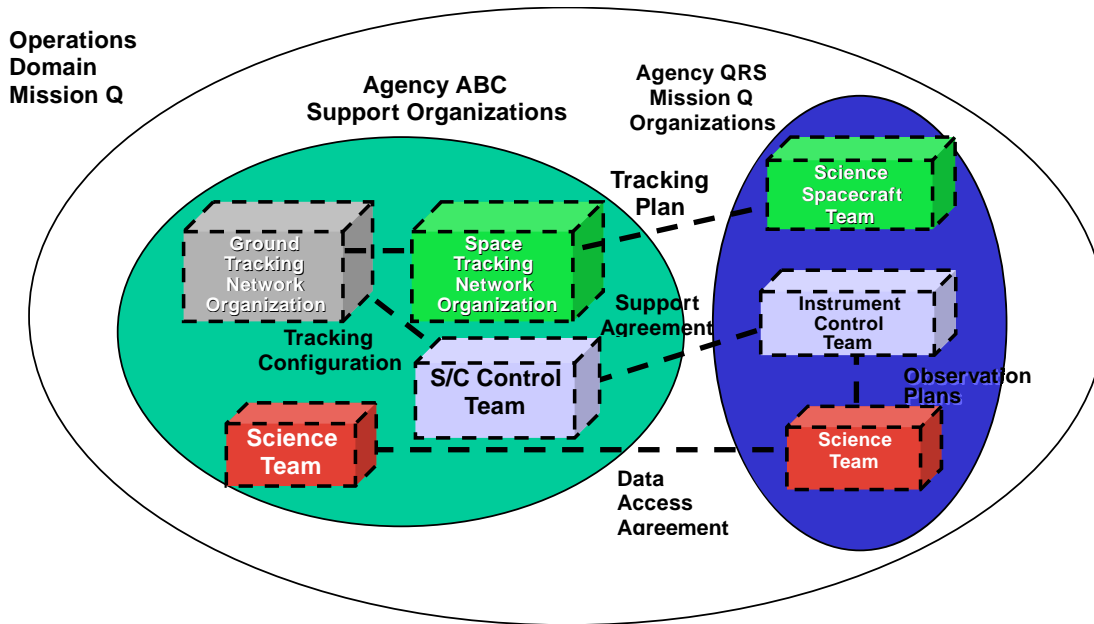 Operations
Domain
Mission Q
Agency ABC
Support Organizations
Agency QRS
Mission Q
Organizations
Tracking
Plan
Science
Spacecraft
Team
Ground
Tracking
Network
Organization
Space
Tracking
Network
Organization
Support
Agreement
Instrument
Control
Team
Tracking
Configuration
S/C Control
Team
Observation
Plans
Science
Team
Science
Team
Data
Access
Agreement